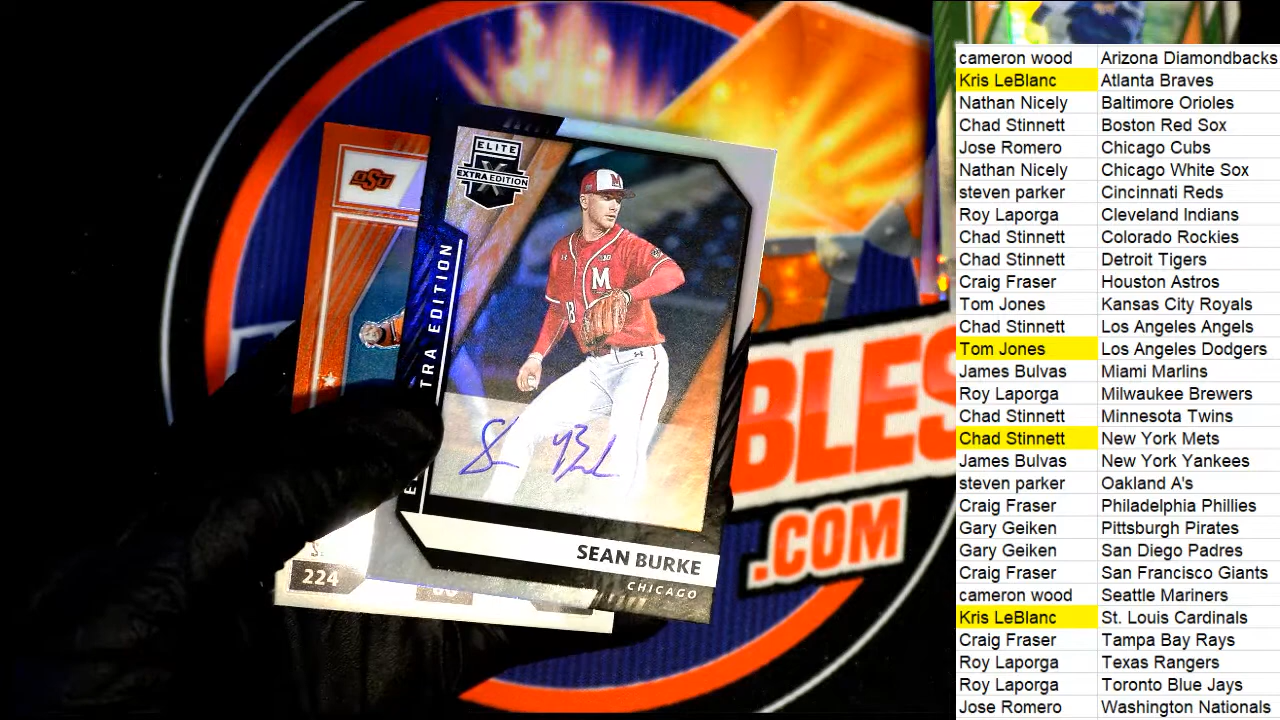 OSU
ELITE
X
EXTRA EDITION
TRA EDITION
M
M
13
SEAN BURKE
CHICAGO
224
BLES
.COM
cameron wood Arizona Diamondbacks
Kris LeBlanc Atlanta Braves
Nathan Nicely Baltimore Orioles
Chad Stinnett Boston Red Sox
Jose Romero Chicago Cubs
Nathan Nicely Chicago White Sox
steven parker Cincinnati Reds
Roy Laporga Cleveland Indians
Chad Stinnett Colorado Rockies
Chad Stinnett Detroit Tigers
Craig Fraser Houston Astros
Tom Jones Kansas City Royals
Chad Stinnett Los Angeles Angels
Tom Jones Los Angeles Dodgers
James Bulvas Miami Marlins
Roy Laporga Milwaukee Brewers
Chad Stinnett Minnesota Twins
Chad Stinnett New York Mets
James Bulvas New York Yankees
steven parker Oakland A's
Craig Fraser Philadelphia Phillies
Gary Geiken Pittsburgh Pirates
Gary Geiken San Diego Padres
Craig Fraser San Francisco Giants
cameron wood Seattle Mariners
Kris LeBlanc St. Louis Cardinals
Craig Fraser Tampa Bay Rays
Roy Laporga Texas Rangers
Roy Laporga Toronto Blue Jays
Jose Romero Washington Nationals